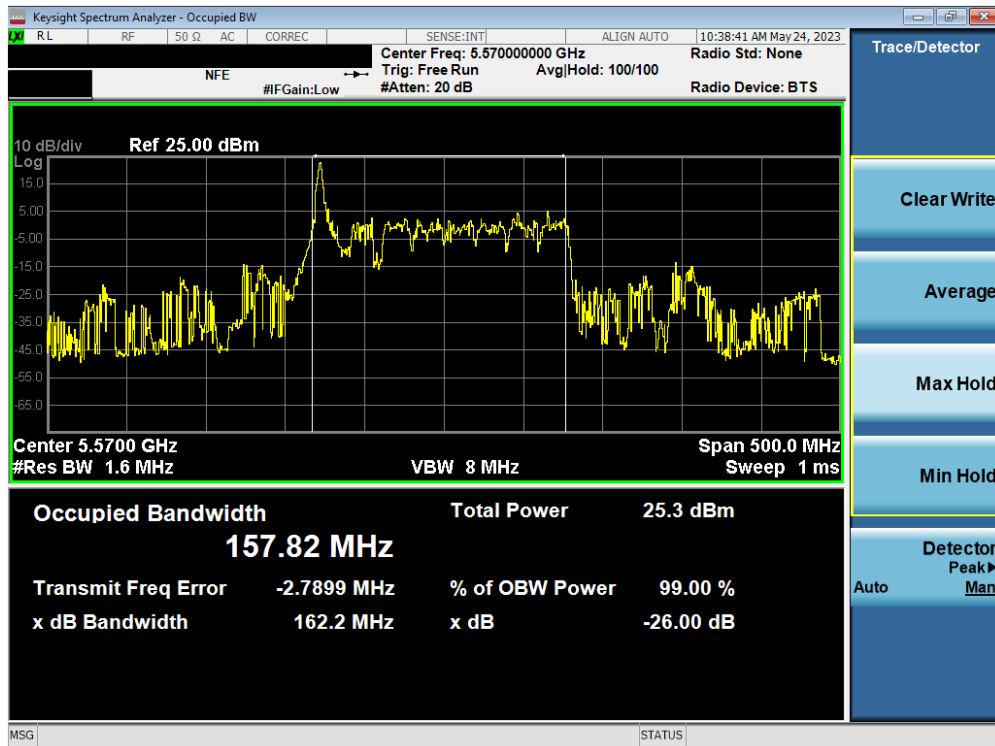 Keysight Spectrum Analyzer - Occupied BW
LXI RL RF 50 Ω AC CORREC SENSE:INT ALIGN AUTO 10:38:41 AM May 24, 2023
Center Freq: 5.570000000 GHz Radio Std: None
NFE Trig: Free Run Avg|Hold: 100/100
#IFGain:Low #Atten: 20 dB Radio Device: BTS
10 dB/div Ref 25.00 dBm
Log
15.0
5.00
-5.00
-15.0
-25.0
-35.0
-45.0
-55.0
-65.0
Center 5.5700 GHz Span 500.0 MHz
#Res BW 1.6 MHz VBW 8 MHz Sweep 1 ms
Occupied Bandwidth Total Power 25.3 dBm
157.82 MHz
Transmit Freq Error -2.7899 MHz % of OBW Power 99.00 %
x dB Bandwidth 162.2 MHz x dB -26.00 dB
MSG STATUS
Trace/Detector
Clear Write
Average
Max Hold
Min Hold
Detector
Peak▶
Auto Man